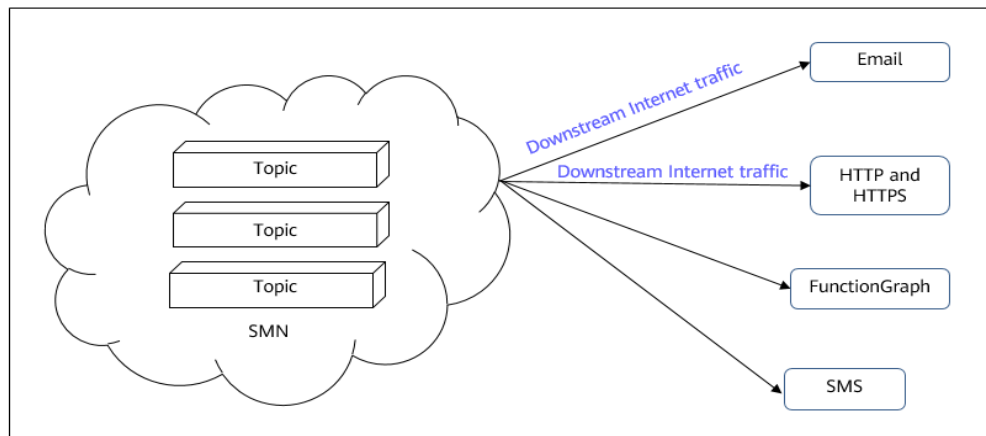 Email
Downstream Internet traffic
Topic
Downstream Internet traffic
HTTP and
HTTPS
Topic
Topic
FunctionGraph
SMN
SMS